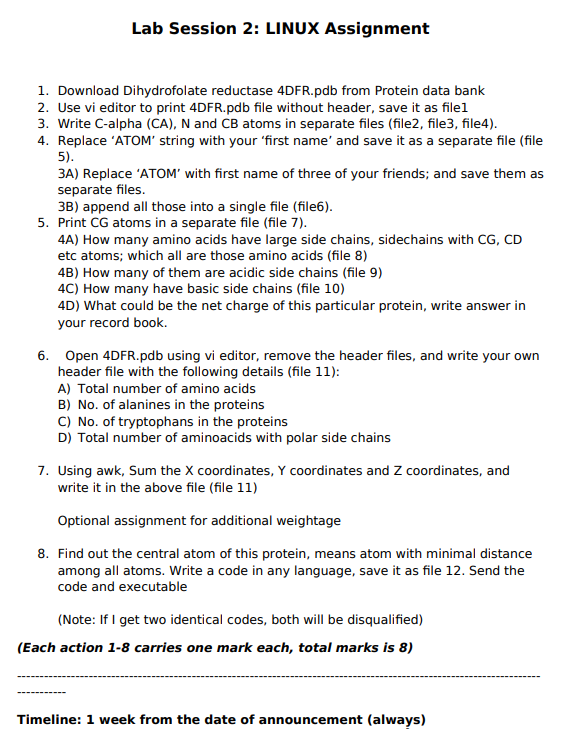 Lab Session 2: LINUX Assignment
1. Download Dihydrofolate reductase 4DFR.pdb from Protein data bank
2. Use vi editor to print 4DFR.pdb file without header, save it as file1
3. Write C-alpha (CA), N and CB atoms in separate files (file2, file3, file4).
4. Replace ‘ATOM’ string with your ‘first name’ and save it as a separate file (file
5).
3A) Replace ‘ATOM’ with first name of three of your friends; and save them as
separate files.
3B) append all those into a single file (file6).
5. Print CG atoms in a separate file (file 7).
4A) How many amino acids have large side chains, sidechains with CG, CD
etc atoms; which all are those amino acids (file 8)
4B) How many of them are acidic side chains (file 9)
4C) How many have basic side chains (file 10)
4D) What could be the net charge of this particular protein, write answer in
your record book.
6. Open 4DFR.pdb using vi editor, remove the header files, and write your own
header file with the following details (file 11):
A) Total number of amino acids
B) No. of alanines in the proteins
C) No. of tryptophans in the proteins
D) Total number of aminoacids with polar side chains
7. Using awk, Sum the X coordinates, Y coordinates and Z coordinates, and
write it in the above file (file 11)
Optional assignment for additional weightage
8. Find out the central atom of this protein, means atom with minimal distance
among all atoms. Write a code in any language, save it as file 12. Send the
code and executable
(Note: If I get two identical codes, both will be disqualified)
(Each action 1-8 carries one mark each, total marks is 8)
---------------------------------------------------------------------------------------------------------------------
-----------
Timeline: 1 week from the date of announcement (always)